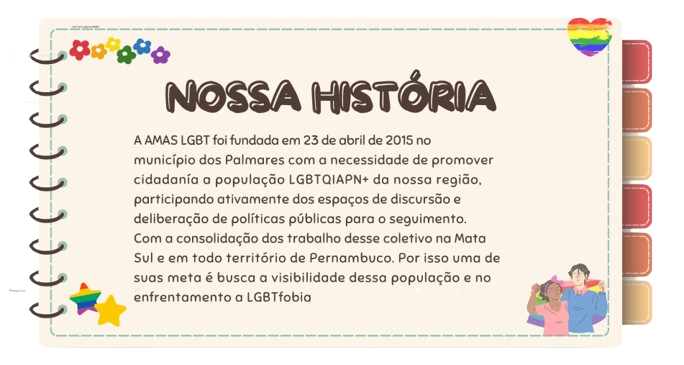 NOSSA HISTÓRIA
A AMAS LGBT foi fundada em 23 de abril de 2015 no
município dos Palmares com a necessidade de promover
cidadanía a população LGBTQIAPN+ da nossa região,
participando ativamente dos espaços de discursão e
deliberação de políticas públicas para o seguimento.
Com a consolidação dos trabalho desse coletivo na Mata
Sul e em todo território de Pernambuco. Por isso uma de
suas meta é busca a visibilidade dessa população e no
enfrentamento a LGBTfobia